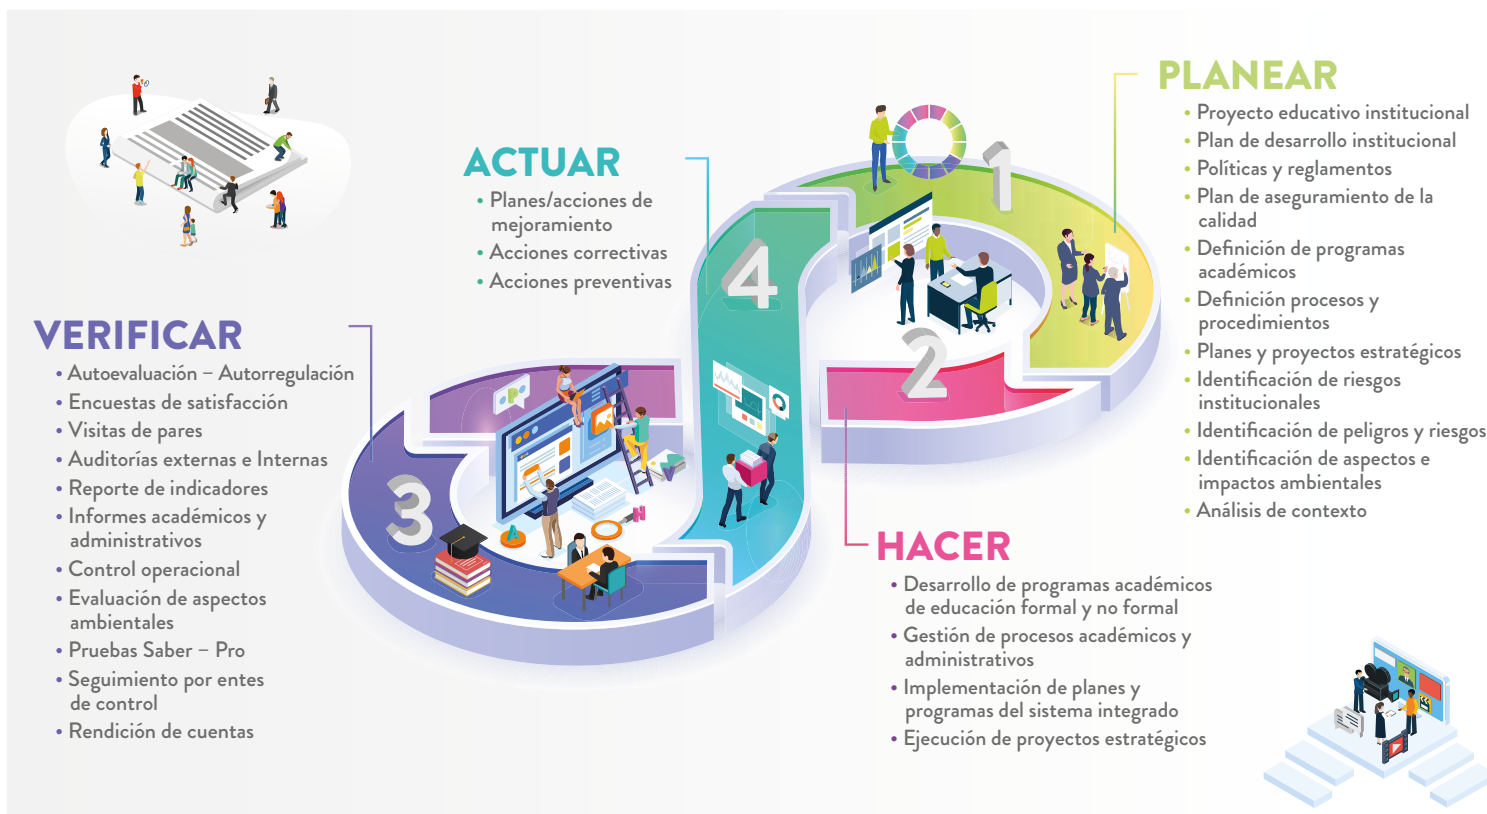 PLANEAR
• Proyecto educativo institucional
• Plan de desarrollo institucional
• Políticas y reglamentos
• Plan de aseguramiento de la
calidad
• Definición de programas
académicos
• Definición procesos y
procedimientos
• Planes y proyectos estratégicos
• Identificación de riesgos
institucionales
• Identificación de peligros y riesgos
• Identificación de aspectos e
impactos ambientales
• Análisis de contexto
ACTUAR
• Planes/acciones de
mejoramiento
• Acciones correctivas
• Acciones preventivas
VERIFICAR
• Autoevaluación – Autorregulación
• Encuestas de satisfacción
• Visitas de pares
• Auditorías externas e Internas
• Reporte de indicadores
• Informes académicos y
administrativos
• Control operacional
• Evaluación de aspectos
ambientales
• Pruebas Saber – Pro
• Seguimiento por entes
de control
• Rendición de cuentas
HACER
• Desarrollo de programas académicos
de educación formal y no formal
• Gestión de procesos académicos y
administrativos
• Implementación de planes y
programas del sistema integrado
• Ejecución de proyectos estratégicos
1
2
3
4
P
A
H
V